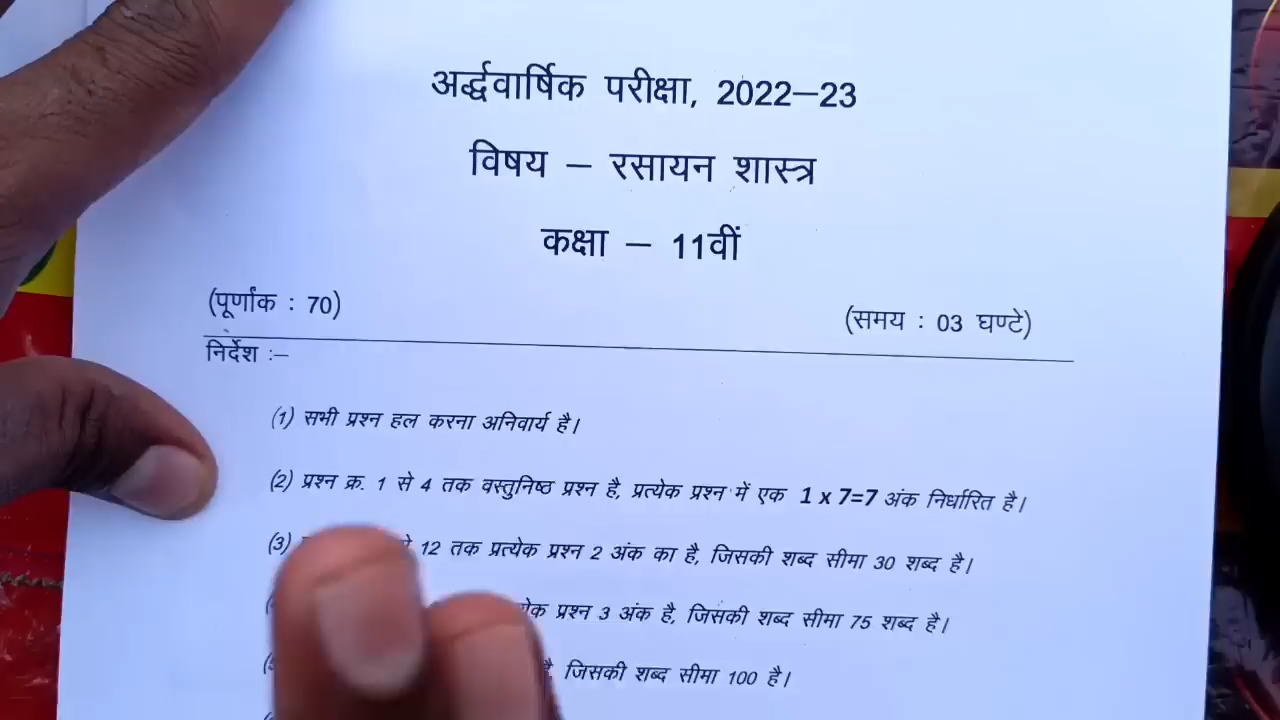 अर्द्धवार्षिक परीक्षा, 2022–23
विषय – रसायन शास्त्र
कक्षा – 11वीं
(पूर्णांक : 70) (समय : 03 घण्टे)
निर्देश :–
(1) सभी प्रश्न हल करना अनिवार्य है।
(2) प्रश्न क्र. 1 से 4 तक वस्तुनिष्ठ प्रश्न है, प्रत्येक प्रश्न में एक 1 x 7=7 अंक निर्धारित है।
(3) 12 तक प्रत्येक प्रश्न 2 अंक का है, जिसकी शब्द सीमा 30 शब्द है।
प्रश्न 3 अंक है, जिसकी शब्द सीमा 75 शब्द है।
जिसकी शब्द सीमा 100 है।